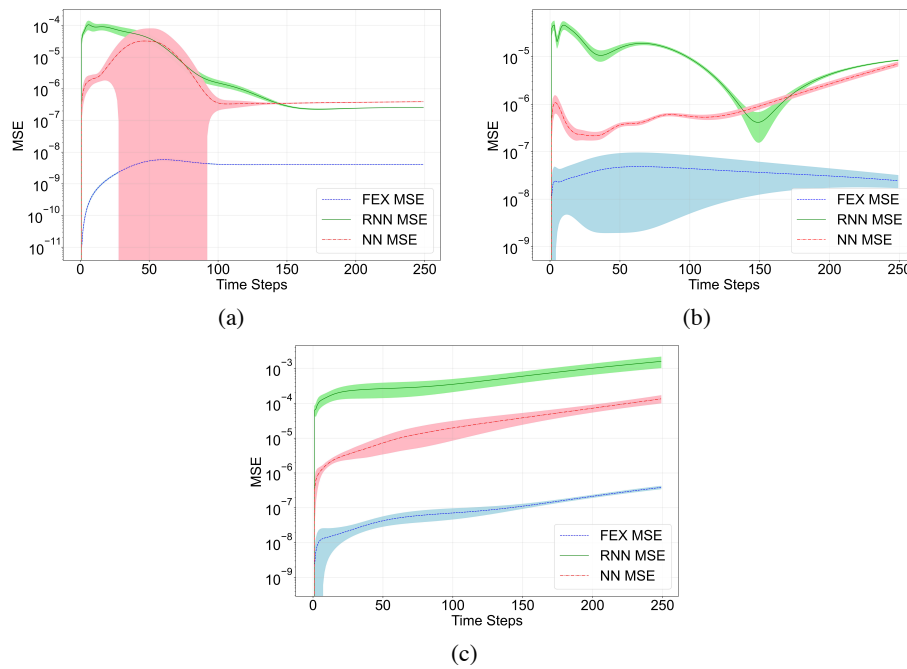 10⁻⁴
10⁻⁵
10⁻⁶
10⁻⁷
10⁻⁸
10⁻⁹
10⁻¹⁰
10⁻¹¹
MSE
FEX MSE
RNN MSE
NN MSE
0 50 100 150 200 250
Time Steps
(a)
10⁻⁵
10⁻⁶
10⁻⁷
10⁻⁸
10⁻⁹
MSE
FEX MSE
RNN MSE
NN MSE
0 50 100 150 200 250
Time Steps
(b)
10⁻³
10⁻⁴
10⁻⁵
10⁻⁶
10⁻⁷
10⁻⁸
10⁻⁹
MSE
FEX MSE
RNN MSE
NN MSE
0 50 100 150 200 250
Time Steps
(c)